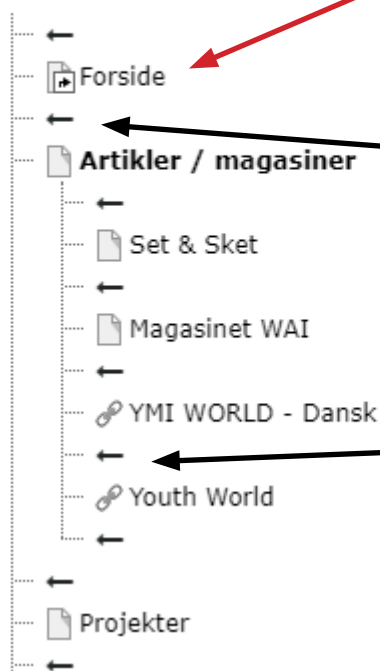 Forside
Artikler / magasiner
Set & Sket
Magasinet WAI
YMI WORLD - Dansk
Youth World
Projekter